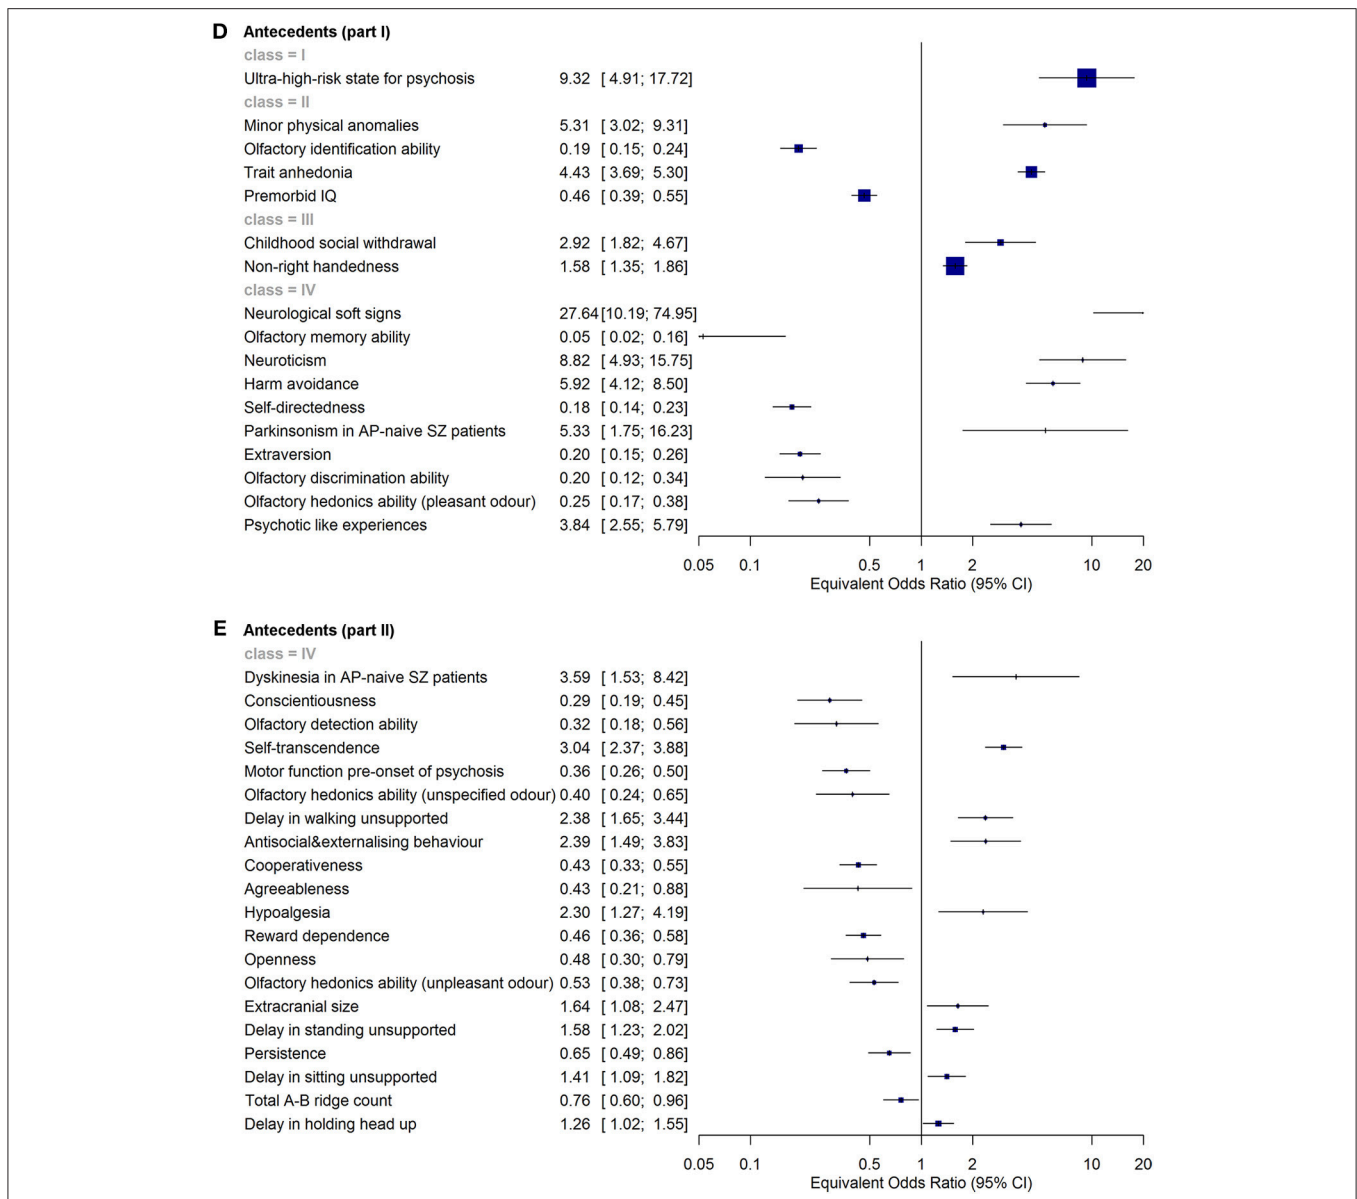 D Antecedents (part I)
class = I
Ultra-high-risk state for psychosis 9.32 [ 4.91; 17.72]
class = II
Minor physical anomalies 5.31 [ 3.02; 9.31]
Olfactory identification ability 0.19 [ 0.15; 0.24]
Trait anhedonia 4.43 [ 3.69; 5.30]
Premorbid IQ 0.46 [ 0.39; 0.55]
class = III
Childhood social withdrawal 2.92 [ 1.82; 4.67]
Non-right handedness 1.58 [ 1.35; 1.86]
class = IV
Neurological soft signs 27.64 [10.19; 74.95]
Olfactory memory ability 0.05 [ 0.02; 0.16]
Neuroticism 8.82 [ 4.93; 15.75]
Harm avoidance 5.92 [ 4.12; 8.50]
Self-directedness 0.18 [ 0.14; 0.23]
Parkinsonism in AP-naive SZ patients 5.33 [ 1.75; 16.23]
Extraversion 0.20 [ 0.15; 0.26]
Olfactory discrimination ability 0.20 [ 0.12; 0.34]
Olfactory hedonics ability (pleasant odour) 0.25 [ 0.17; 0.38]
Psychotic like experiences 3.84 [ 2.55; 5.79]
0.05 0.1 0.5 1 2 10 20
Equivalent Odds Ratio (95% CI)
E Antecedents (part II)
class = IV
Dyskinesia in AP-naive SZ patients 3.59 [ 1.53; 8.42]
Conscientiousness 0.29 [ 0.19; 0.45]
Olfactory detection ability 0.32 [ 0.18; 0.56]
Self-transcendence 3.04 [ 2.37; 3.88]
Motor function pre-onset of psychosis 0.36 [ 0.26; 0.50]
Olfactory hedonics ability (unspecified odour) 0.40 [ 0.24; 0.65]
Delay in walking unsupported 2.38 [ 1.65; 3.44]
Antisocial&externalising behaviour 2.39 [ 1.49; 3.83]
Cooperativeness 0.43 [ 0.33; 0.55]
Agreeableness 0.43 [ 0.21; 0.88]
Hypoalgesia 2.30 [ 1.27; 4.19]
Reward dependence 0.46 [ 0.36; 0.58]
Openness 0.48 [ 0.30; 0.79]
Olfactory hedonics ability (unpleasant odour) 0.53 [ 0.38; 0.73]
Extracranial size 1.64 [ 1.08; 2.47]
Delay in standing unsupported 1.58 [ 1.23; 2.02]
Persistence 0.65 [ 0.49; 0.86]
Delay in sitting unsupported 1.41 [ 1.09; 1.82]
Total A-B ridge count 0.76 [ 0.60; 0.96]
Delay in holding head up 1.26 [ 1.02; 1.55]
0.05 0.1 0.5 1 2 10 20
Equivalent Odds Ratio (95% CI)